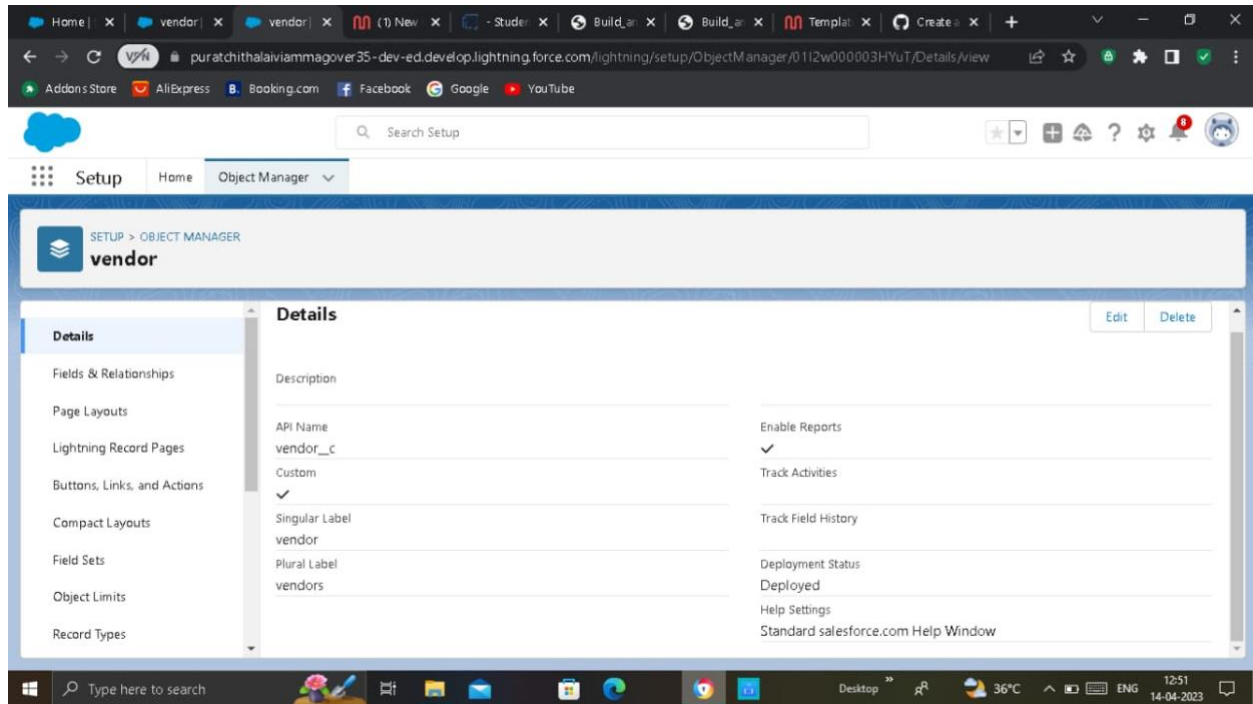 Home |
vendor |
vendor |
(1) New
- Studen
Build_an
Build_an
Templat
Create a
VPN
puratchithalaiviammagover35-dev-ed.develop.lightning.force.com/lightning/setup/ObjectManager/01I2w000003HYuT/Details/view
Addons Store AliExpress B. Booking.com Facebook Google YouTube
Search Setup
8
Setup Home Object Manager
SETUP > OBJECT MANAGER
vendor
Details
Fields & Relationships
Page Layouts
Lightning Record Pages
Buttons, Links, and Actions
Compact Layouts
Field Sets
Object Limits
Record Types
Details
Edit Delete
Description
API Name
vendor__c
Custom
Singular Label
vendor
Plural Label
vendors
Enable Reports
Track Activities
Track Field History
Deployment Status
Deployed
Help Settings
Standard salesforce.com Help Window
Type here to search
Desktop
36°C
ENG
12:51
14-04-2023